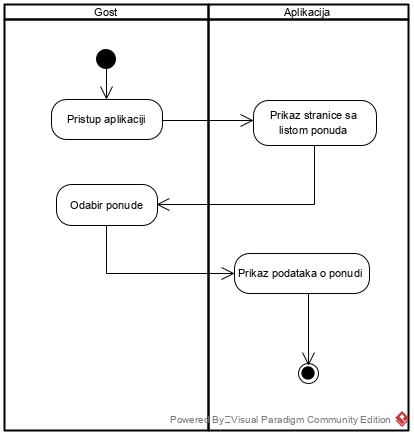 Gost
Aplikacija
Pristup aplikaciji
Prikaz stranice sa
listom ponuda
Odabir ponude
Prikaz podataka o ponudi
Powered By Visual Paradigm Community Edition